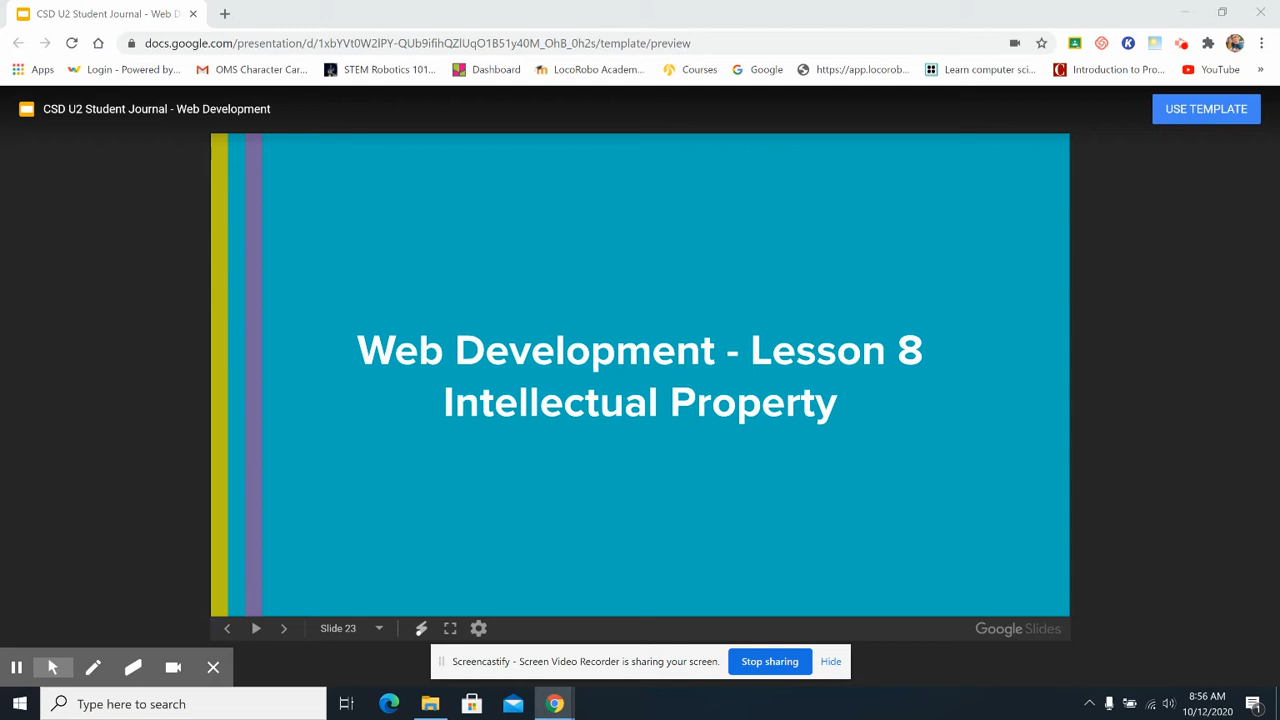 CSD U2 Student Journal - Web D
docs.google.com/presentation/d/1xbYVt0W2lPY-QUb9ifihQZlUqO1B51y40M_OhB_0h2s/template/preview
Apps
Login - Powered by...
OMS Character Car...
STEM Robotics 101...
Dashboard
LocoRobo Academ...
Courses
Google
https://app.locorob...
Learn computer sci...
Introduction to Pro...
YouTube
»
CSD U2 Student Journal - Web Development
USE TEMPLATE
Web Development - Lesson 8
Intellectual Property
Slide 23
Google Slides
Screencastify - Screen Video Recorder is sharing your screen.
Stop sharing
Hide
Type here to search
8:56 AM
10/12/2020